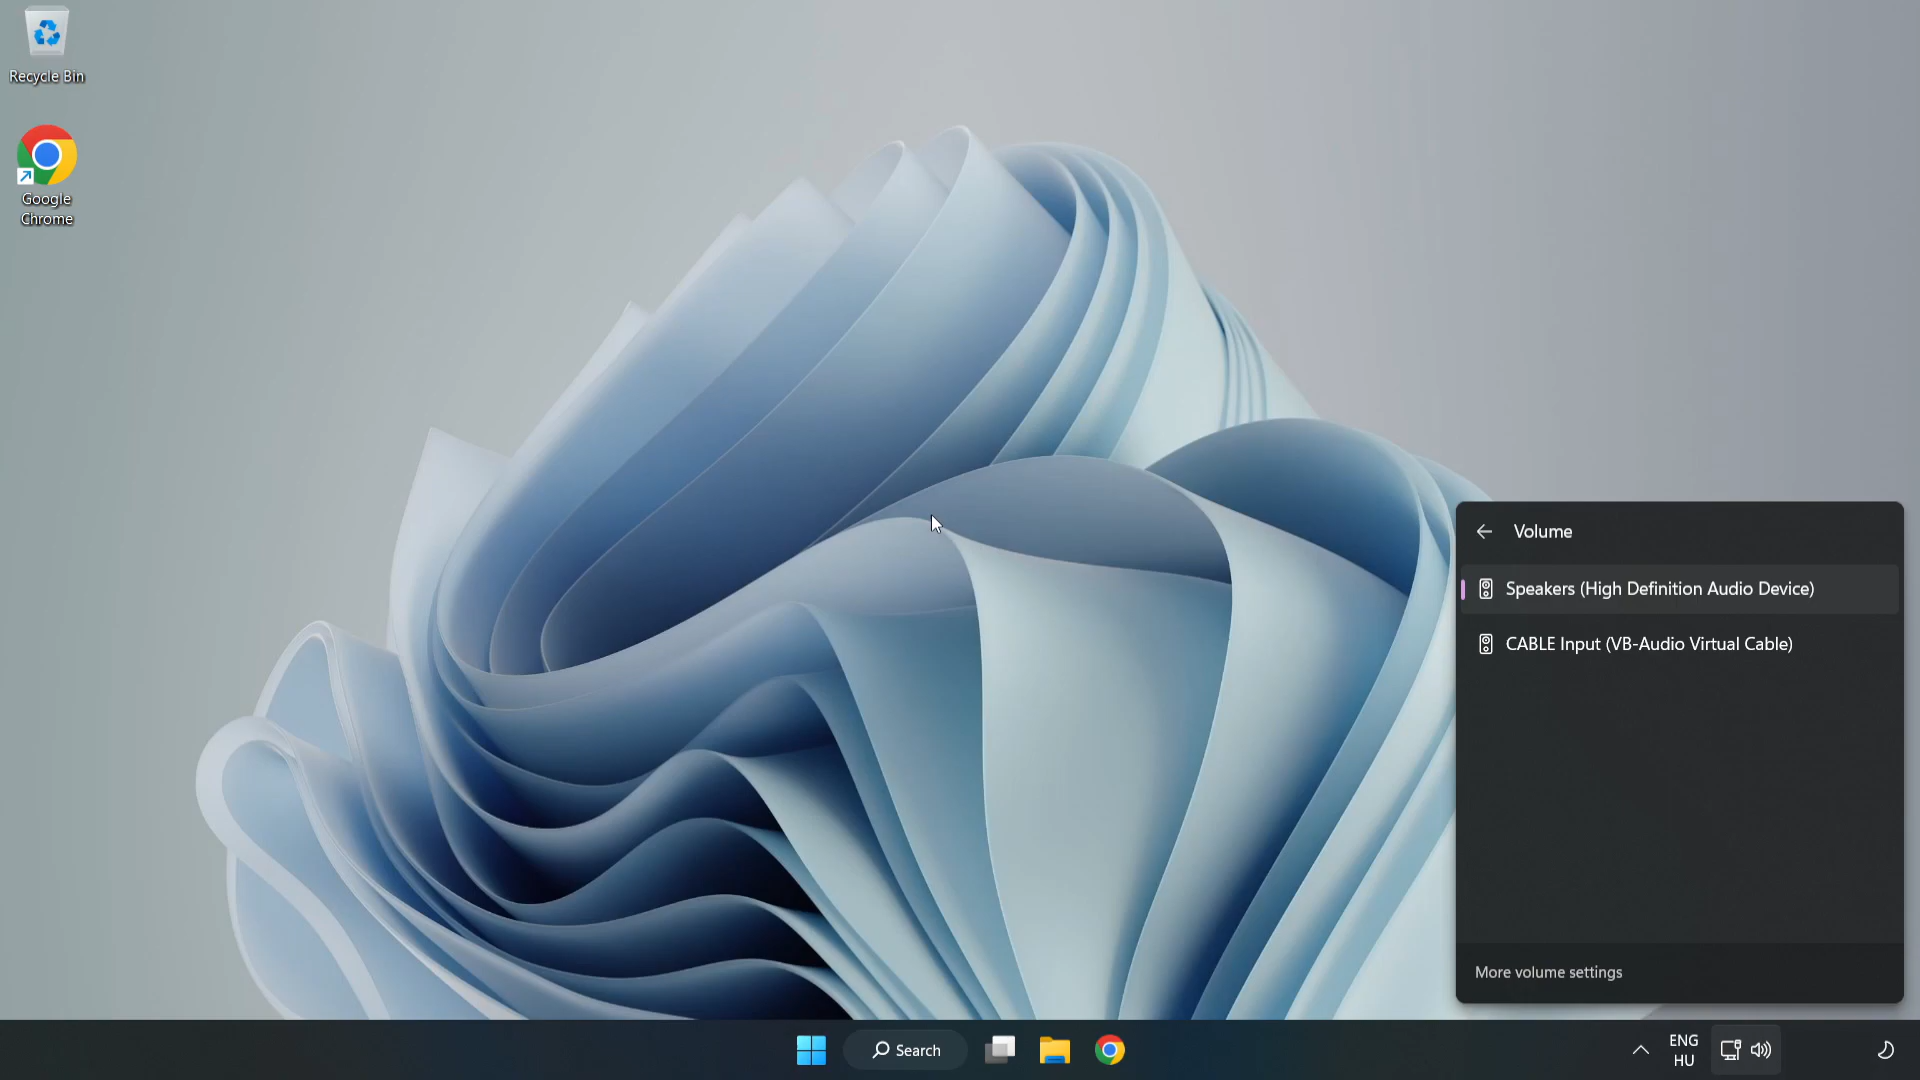 Recycle Bin
Google
Chrome
Volume
Speakers (High Definition Audio Device)
CABLE Input (VB-Audio Virtual Cable)
More volume settings
Search
ENG
HU